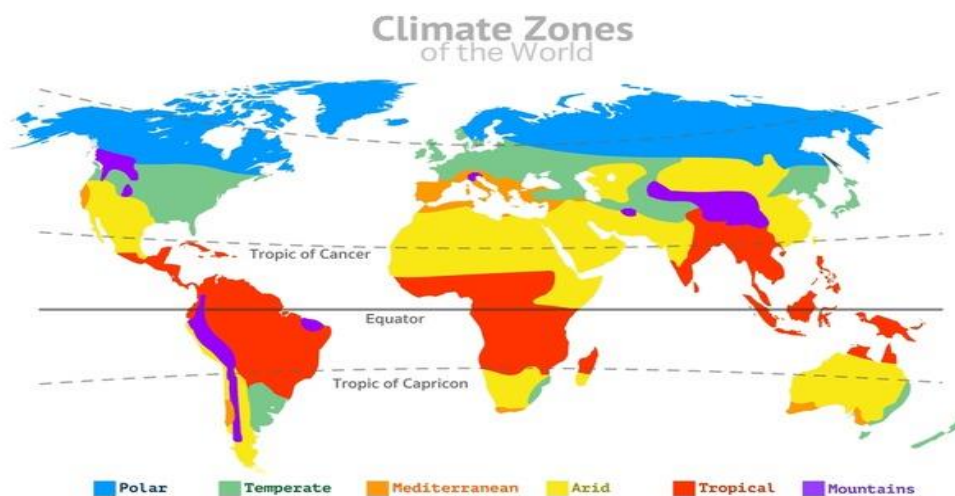 Climate Zones
of the World
Tropic of Cancer
Equator
Tropic of Capricon
Polar Temperate Mediterranean Arid Tropical Mountains